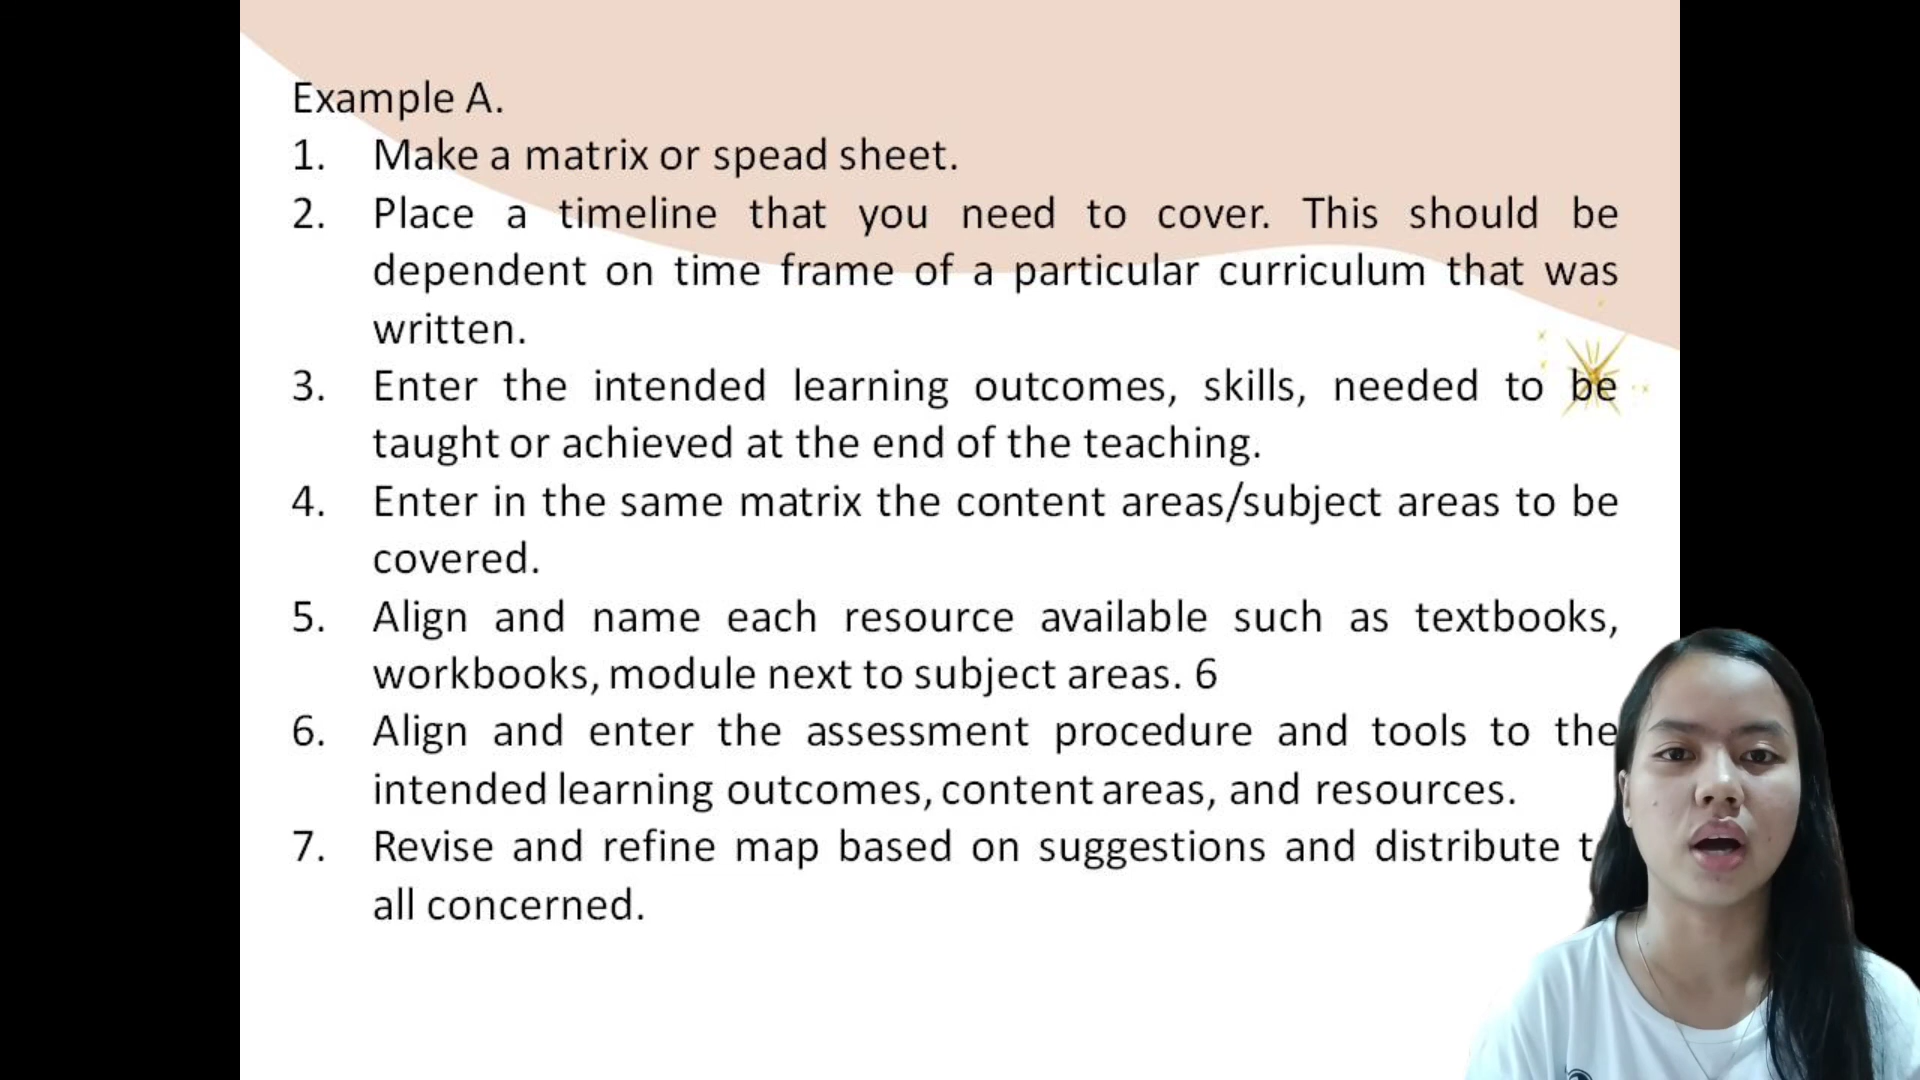 Example A.
1. Make a matrix or spead sheet.
2. Place a timeline that you need to cover. This should be
dependent on time frame of a particular curriculum that was
written.
3. Enter the intended learning outcomes, skills, needed to be
taught or achieved at the end of the teaching.
4. Enter in the same matrix the content areas/subject areas to be
covered.
5. Align and name each resource available such as textbooks,
workbooks, module next to subject areas. 6
6. Align and enter the assessment procedure and tools to the
intended learning outcomes, content areas, and resources.
7. Revise and refine map based on suggestions and distribute
all concerned.